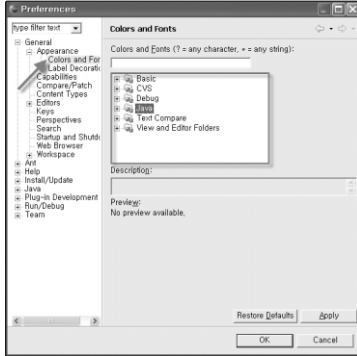 Preferences
type filter text
General
Appearance
Colors and For
Label Decoratic
Capabilities
Compare/Patch
Content Types
Editors
Keys
Perspectives
Search
Startup and Shutdo
Web Browser
Workspace
Ant
Help
Install/Update
Java
Plug-in Development
Run/Debug
Team
Colors and Fonts
Colors and Fonts (? = any character, * = any string):
Basic
CVS
Debug
Java
Text Compare
View and Editor Folders
Description:
Preview:
No preview available.
Restore Defaults
Apply
OK
Cancel